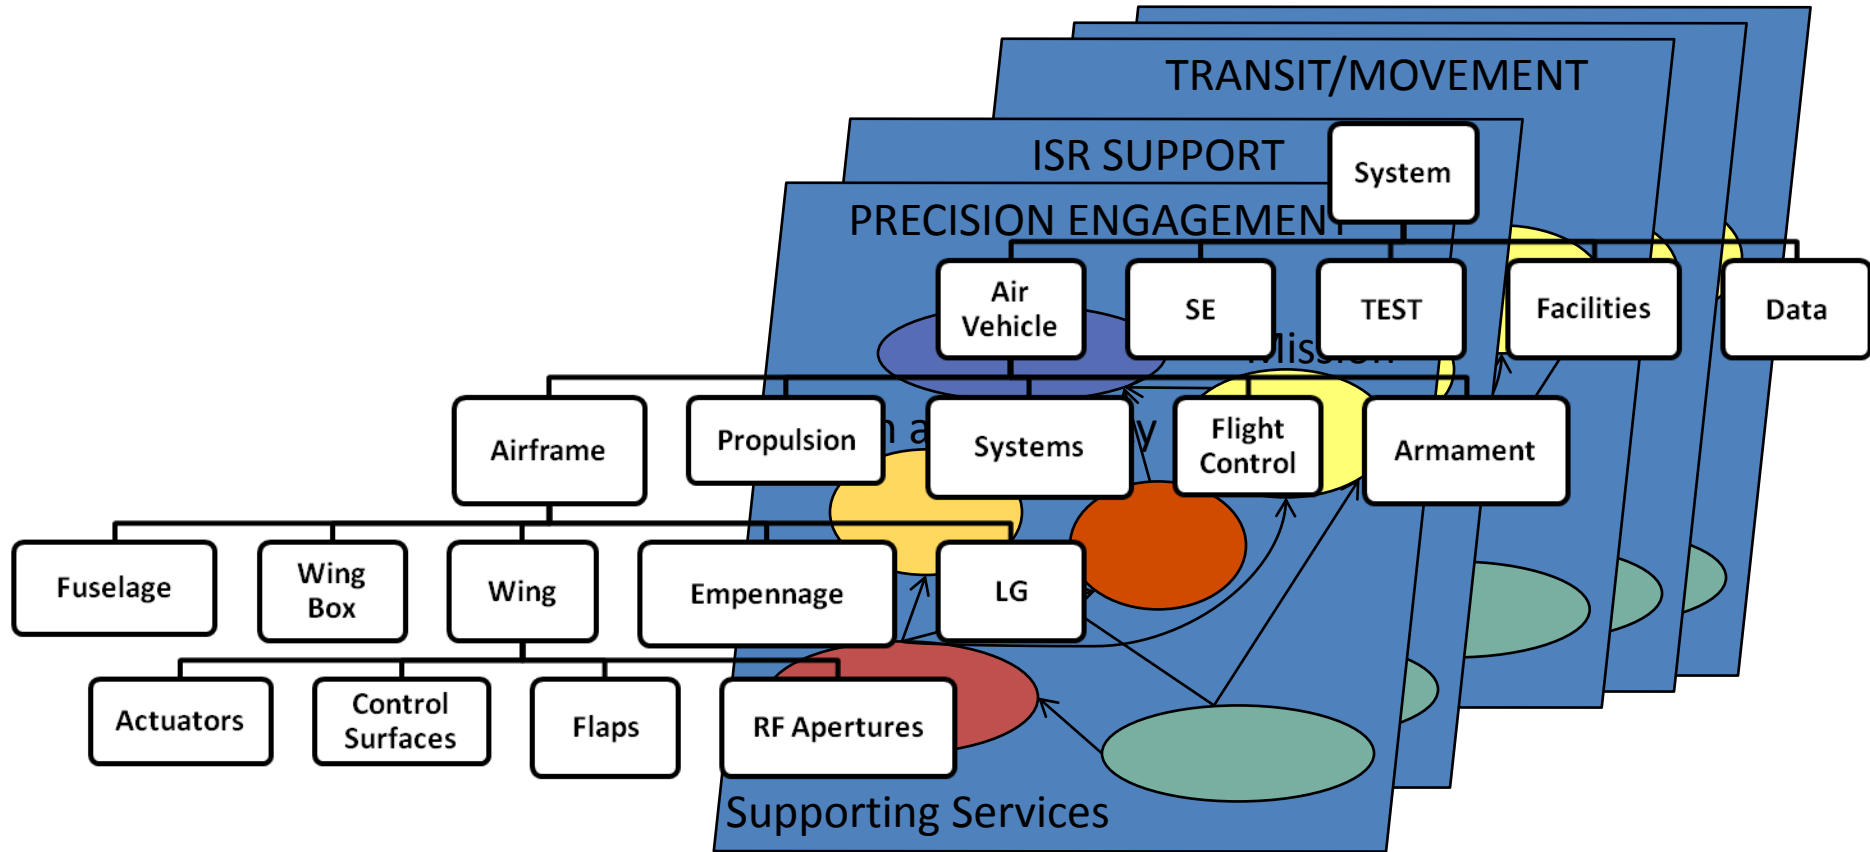 TRANSIT/MOVEMENT
ISR SUPPORT
System
PRECISION ENGAGEMENT
Air
Vehicle
SE
TEST
Facilities
Data
Mission
Airframe
Propulsion
Systems
Flight
Control
Armament
Fuselage
Wing
Box
Wing
Empennage
LG
Actuators
Control
Surfaces
Flaps
RF Apertures
Supporting Services